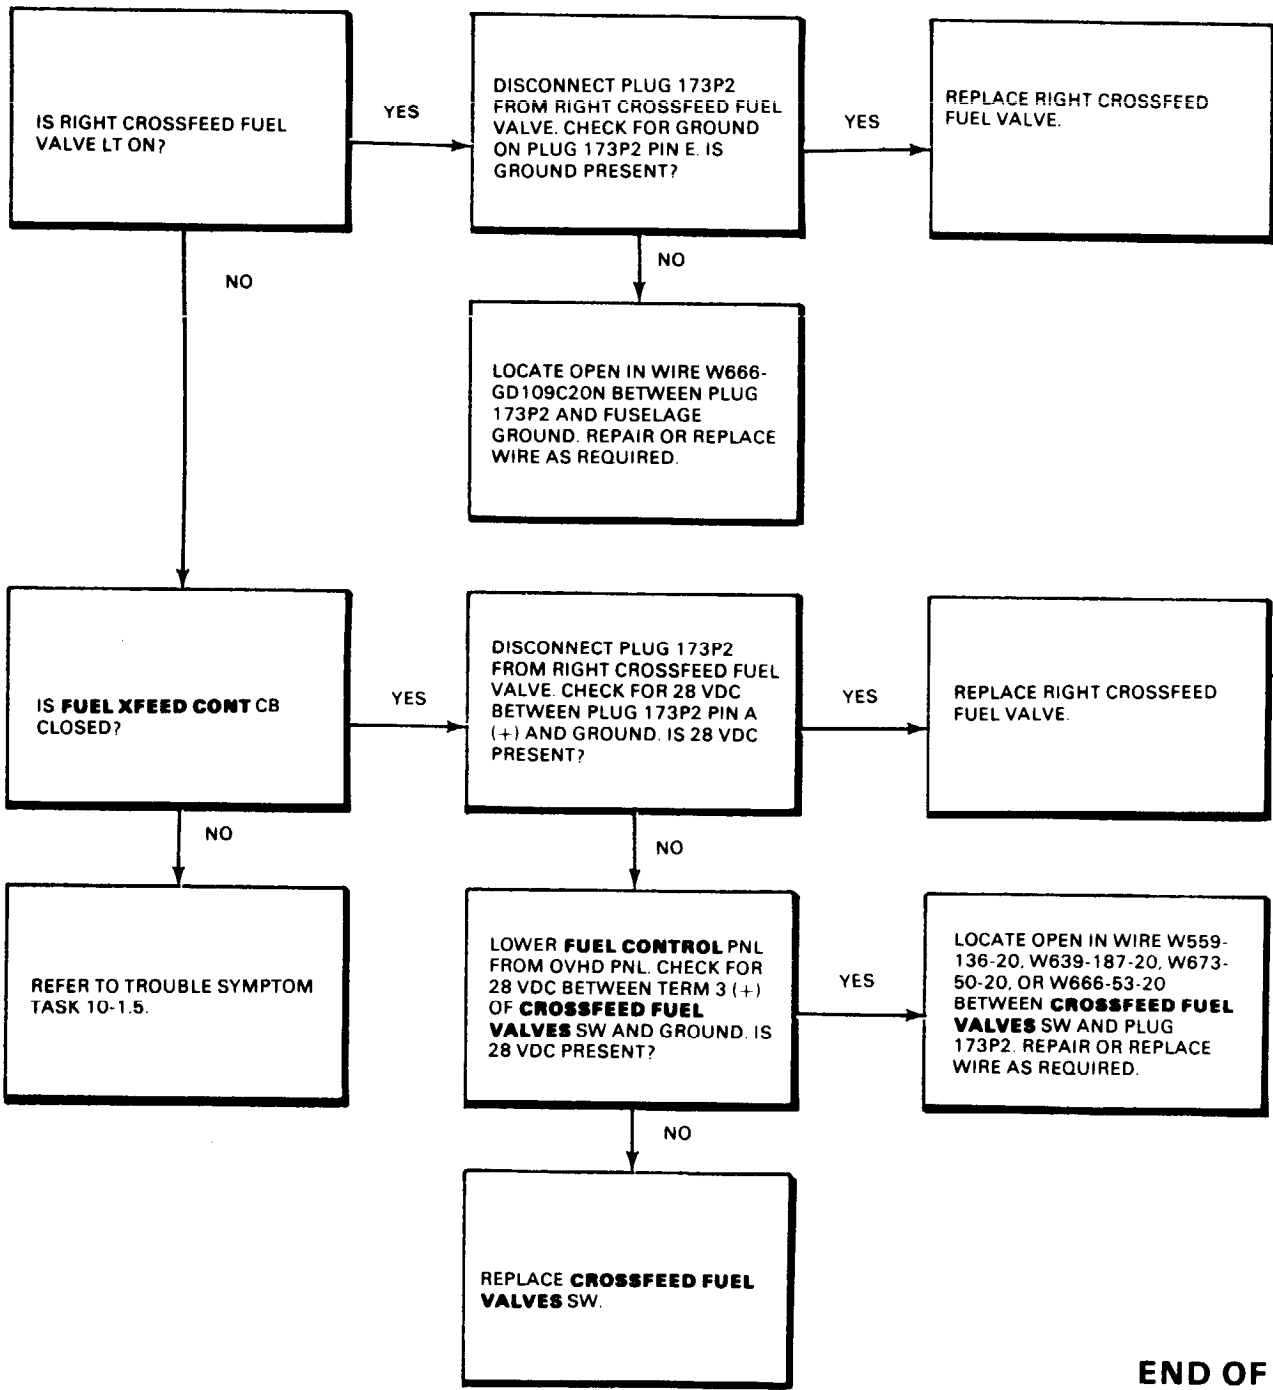 IS RIGHT CROSSFEED FUEL
VALVE LT ON?
YES
DISCONNECT PLUG 173P2
FROM RIGHT CROSSFEED FUEL
VALVE. CHECK FOR GROUND
ON PLUG 173P2 PIN E. IS
GROUND PRESENT?
YES
REPLACE RIGHT CROSSFEED
FUEL VALVE.
NO
NO
LOCATE OPEN IN WIRE W666-
GD109C20N BETWEEN PLUG
173P2 AND FUSELAGE
GROUND. REPAIR OR REPLACE
WIRE AS REQUIRED.
IS FUEL XFEED CONT CB
CLOSED?
YES
DISCONNECT PLUG 173P2
FROM RIGHT CROSSFEED FUEL
VALVE. CHECK FOR 28 VDC
BETWEEN PLUG 173P2 PIN A
(+) AND GROUND. IS 28 VDC
PRESENT?
YES
REPLACE RIGHT CROSSFEED
FUEL VALVE.
NO
NO
REFER TO TROUBLE SYMPTOM
TASK 10-1.5.
LOWER FUEL CONTROL PNL
FROM OVHD PNL. CHECK FOR
28 VDC BETWEEN TERM 3 (+)
OF CROSSFEED FUEL
VALVES SW AND GROUND. IS
28 VDC PRESENT?
YES
LOCATE OPEN IN WIRE W559-
136-20, W639-187-20, W673-
50-20, OR W666-53-20
BETWEEN CROSSFEED FUEL
VALVES SW AND PLUG
173P2. REPAIR OR REPLACE
WIRE AS REQUIRED.
NO
REPLACE CROSSFEED FUEL
VALVES SW.
END OF